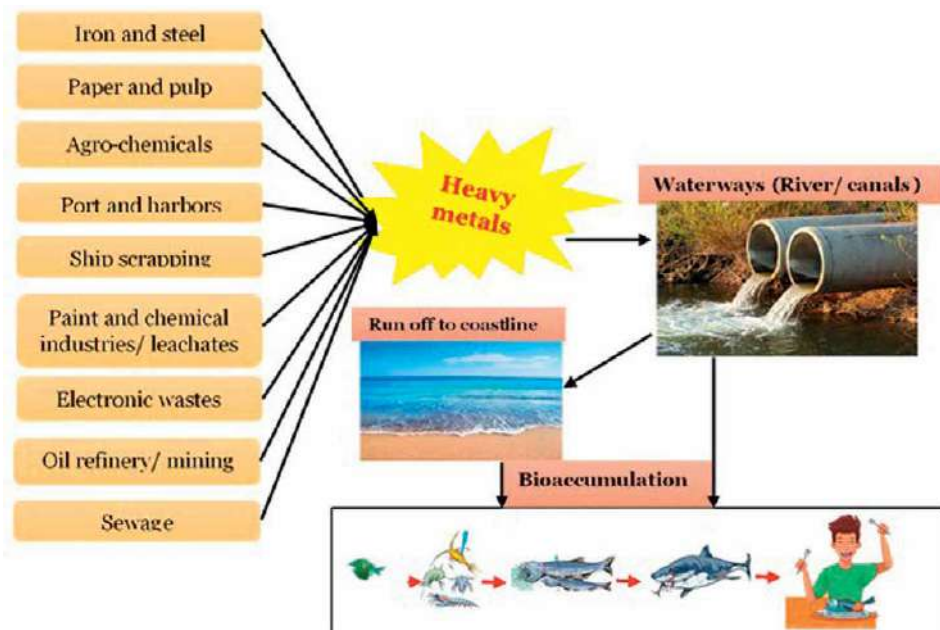 Iron and steel
Paper and pulp
Agro-chemicals
Port and harbors
Ship scrapping
Paint and chemical
industries/ leachates
Electronic wastes
Oil refinery/ mining
Sewage
Heavy
metals
Waterways (River/ canals)
Run off to coastline
Bioaccumulation